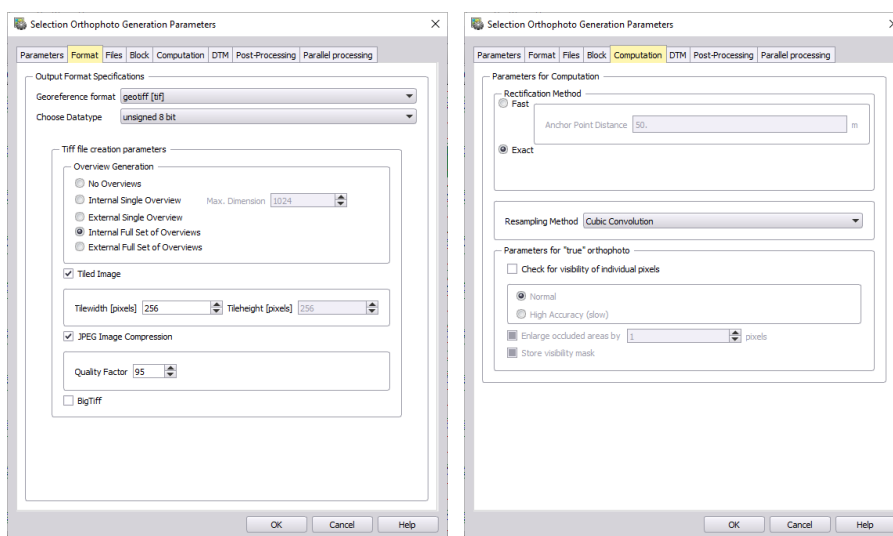 Selection Orthophoto Generation Parameters
Parameters Format Files Block Computation DTM Post-Processing Parallel processing
Output Format Specifications
Georeference format geotiff [tif]
Choose Datatype unsigned 8 bit
Tiff file creation parameters
Overview Generation
No Overviews
Internal Single Overview Max. Dimension 1024
External Single Overview
Internal Full Set of Overviews
External Full Set of Overviews
Tiled Image
Tilewidth [pixels] 256 Tileheight [pixels] 256
JPEG Image Compression
Quality Factor 95
BigTiff
OK Cancel Help
Selection Orthophoto Generation Parameters
Parameters Format Files Block Computation DTM Post-Processing Parallel processing
Parameters for Computation
Rectification Method
Fast
Anchor Point Distance 50. m
Exact
Resampling Method Cubic Convolution
Parameters for "true" orthophoto
Check for visibility of individual pixels
Normal
High Accuracy (slow)
Enlarge occluded areas by 1 pixels
Store visibility mask
OK Cancel Help